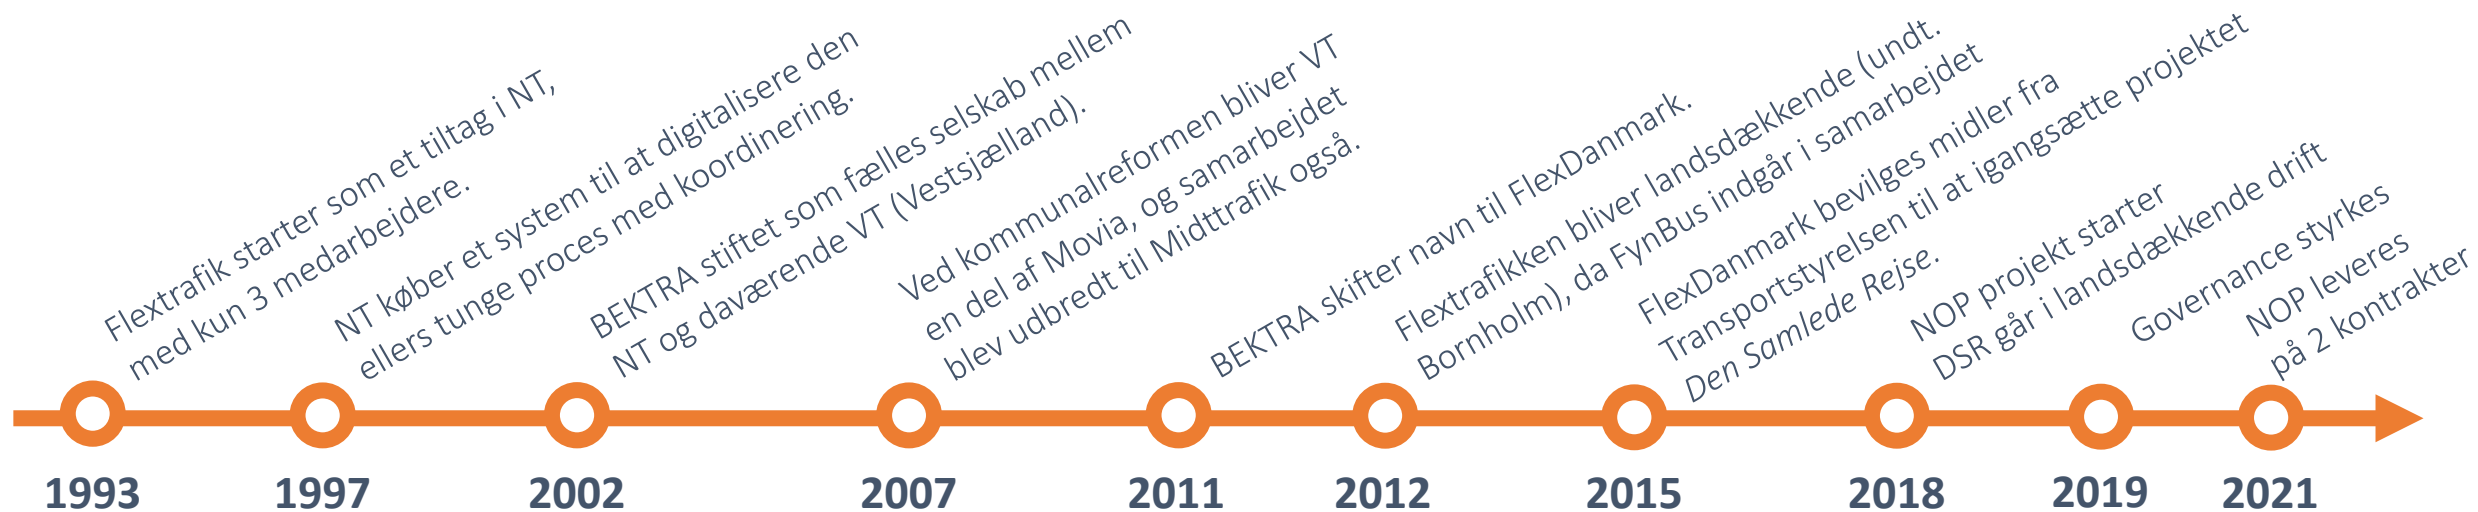 Flextrafik starter som et tiltag i NT,
med kun 3 medarbejdere.
1993
NT køber et system til at digitalisere den
ellers tunge proces med koordinering.
1997
BEKTRA stiftet som fælles selskab mellem
NT og daværende VT (Vestsjælland).
2002
Ved kommunalreformen bliver VT
en del af Movia, og samarbejdet
blev udbredt til Midttrafik også.
2007
BEKTRA skifter navn til FlexDanmark.
2011
Flextrafikken bliver landsdækkende (undt.
Bornholm), da FynBus indgår i samarbejdet
2012
FlexDanmark bevilges midler fra
Transportstyrelsen til at igangsætte projektet
Den Samlede Rejse.
2015
NOP projekt starter
DSR går i landsdækkende drift
2018
Governance styrkes
2019
NOP leveres
på 2 kontrakter
2021